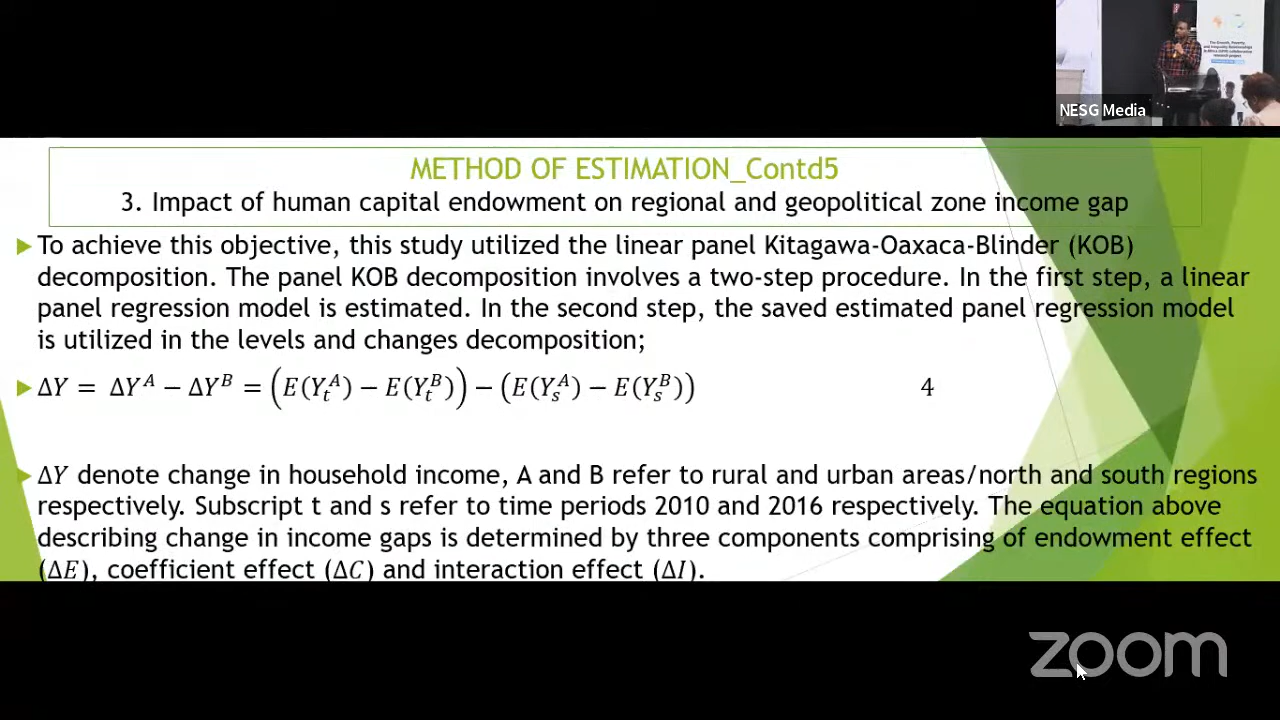 The Growth, Poverty,
and Inequality Relationships
NESG Media
METHOD OF ESTIMATION_Contd5
3. Impact of human capital endowment on regional and geopolitical zone income gap
To achieve this objective, this study utilized the linear panel Kitagawa-Oaxaca-Blinder (KOB)
decomposition. The panel KOB decomposition involves a two-step procedure. In the first step, a linear
panel regression model is estimated. In the second step, the saved estimated panel regression model
is utilized in the levels and changes decomposition;
ΔY = ΔY^A − ΔY^B = (E(Y_t^A) − E(Y_t^B)) − (E(Y_s^A) − E(Y_s^B)) 4
ΔY denote change in household income, A and B refer to rural and urban areas/north and south regions
respectively. Subscript t and s refer to time periods 2010 and 2016 respectively. The equation above
describing change in income gaps is determined by three components comprising of endowment effect
(ΔE), coefficient effect (ΔC) and interaction effect (ΔI).
zoom